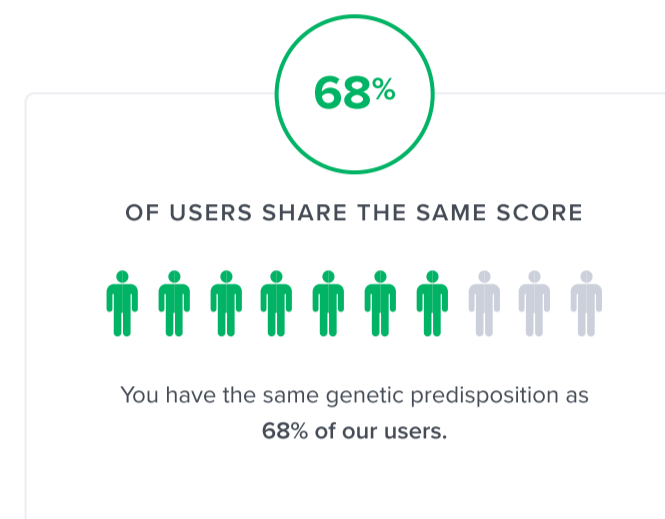 68%
OF USERS SHARE THE SAME SCORE
You have the same genetic predisposition as
68% of our users.